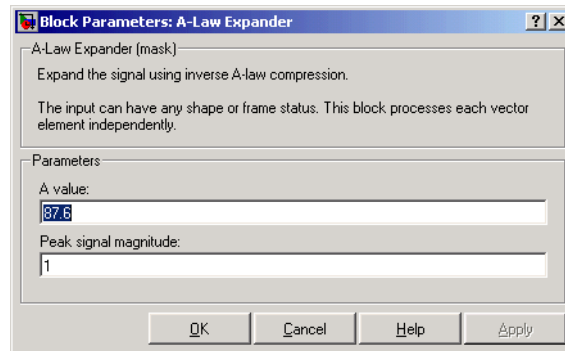 Block Parameters: A-Law Expander
A-Law Expander (mask)
Expand the signal using inverse A-law compression.
The input can have any shape or frame status. This block processes each vector
element independently.
Parameters
A value:
87.6
Peak signal magnitude:
1
OK Cancel Help Apply